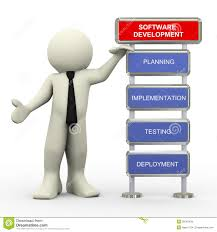 SOFTWARE
DEVELOPMENT
PLANNING
IMPLEMENTATION
TESTING
DEPLOYMENT